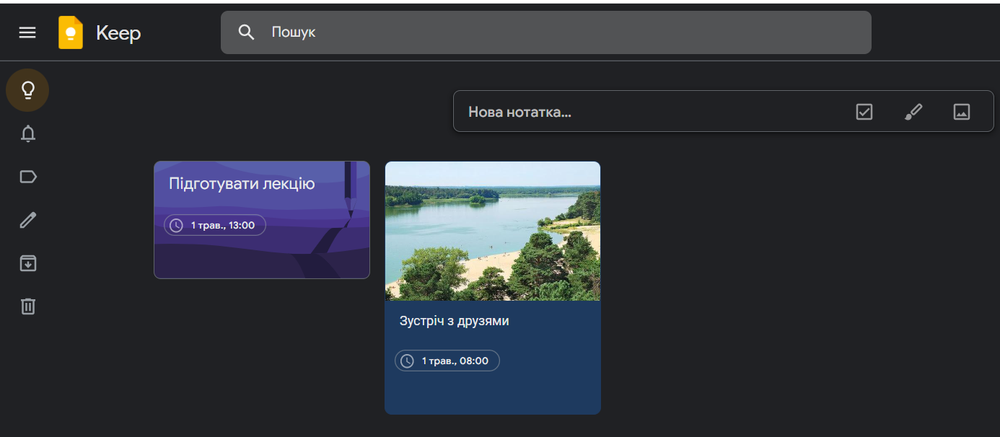 Keep
Пошук
Нова нотатка...
Підготувати лекцію
1 трав., 13:00
Зустріч з друзями
1 трав., 08:00